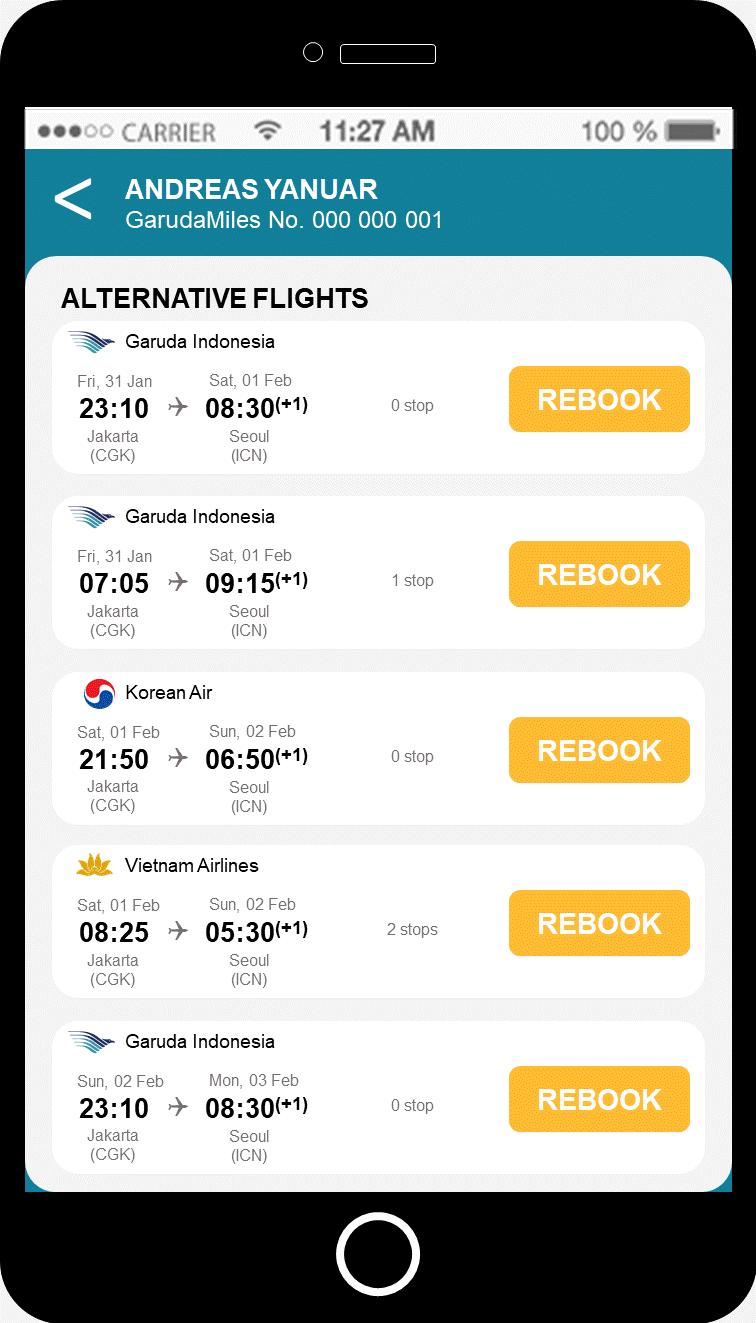 CARRIER 11:27 AM 100 %
<
ANDREAS YANUAR
GarudaMiles No. 000 000 001
ALTERNATIVE FLIGHTS
Garuda Indonesia
Fri, 31 Jan Sat, 01 Feb
23:10 08:30(+1) 0 stop REBOOK
Jakarta Seoul
(CGK) (ICN)
Garuda Indonesia
Fri, 31 Jan Sat, 01 Feb
07:05 09:15(+1) 1 stop REBOOK
Jakarta Seoul
(CGK) (ICN)
Korean Air
Sat, 01 Feb Sun, 02 Feb
21:50 06:50(+1) 0 stop REBOOK
Jakarta Seoul
(CGK) (ICN)
Vietnam Airlines
Sat, 01 Feb Sun, 02 Feb
08:25 05:30(+1) 2 stops REBOOK
Jakarta Seoul
(CGK) (ICN)
Garuda Indonesia
Sun, 02 Feb Mon, 03 Feb
23:10 08:30(+1) 0 stop REBOOK
Jakarta Seoul
(CGK) (ICN)